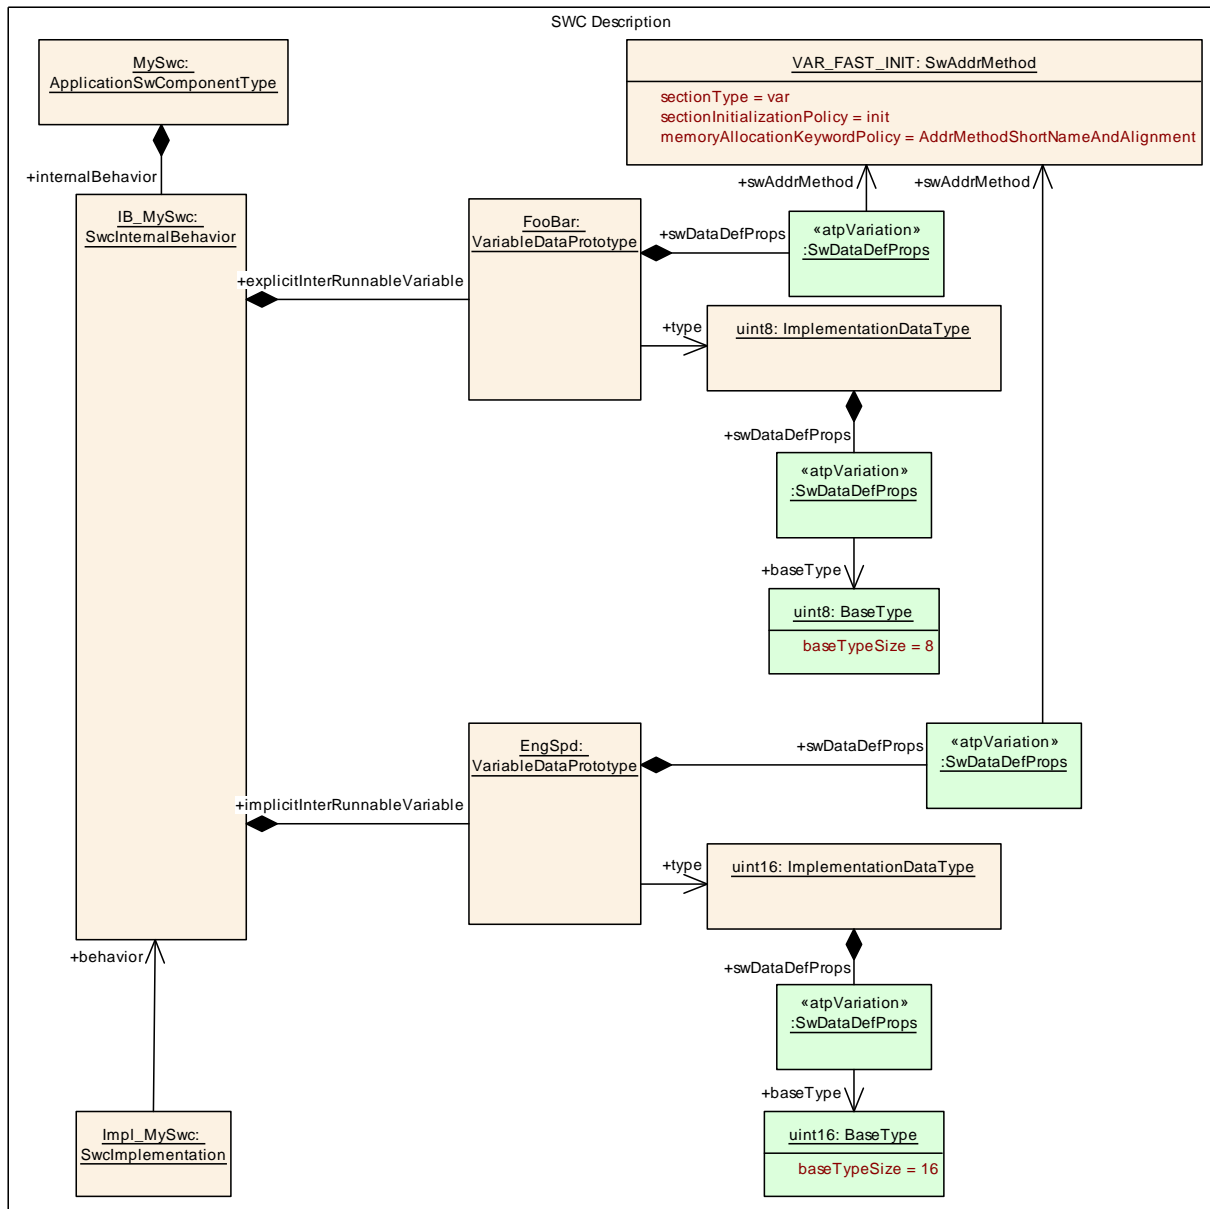 SWC Description
MySwc:
ApplicationSwComponentType
VAR_FAST_INIT: SwAddrMethod
sectionType = var
sectionInitializationPolicy = init
memoryAllocationKeywordPolicy = AddrMethodShortNameAndAlignment
+internalBehavior
+swAddrMethod
+swAddrMethod
IB_MySwc:
SwcInternalBehavior
FooBar:
VariableDataPrototype
+swDataDefProps
«atpVariation»
:SwDataDefProps
+explicitInterRunnableVariable
+type
uint8: ImplementationDataType
+swDataDefProps
«atpVariation»
:SwDataDefProps
+baseType
uint8: BaseType
baseTypeSize = 8
EngSpd:
VariableDataPrototype
+swDataDefProps
«atpVariation»
:SwDataDefProps
+implicitInterRunnableVariable
+type
uint16: ImplementationDataType
+behavior
+swDataDefProps
«atpVariation»
:SwDataDefProps
+baseType
Impl_MySwc:
SwcImplementation
uint16: BaseType
baseTypeSize = 16